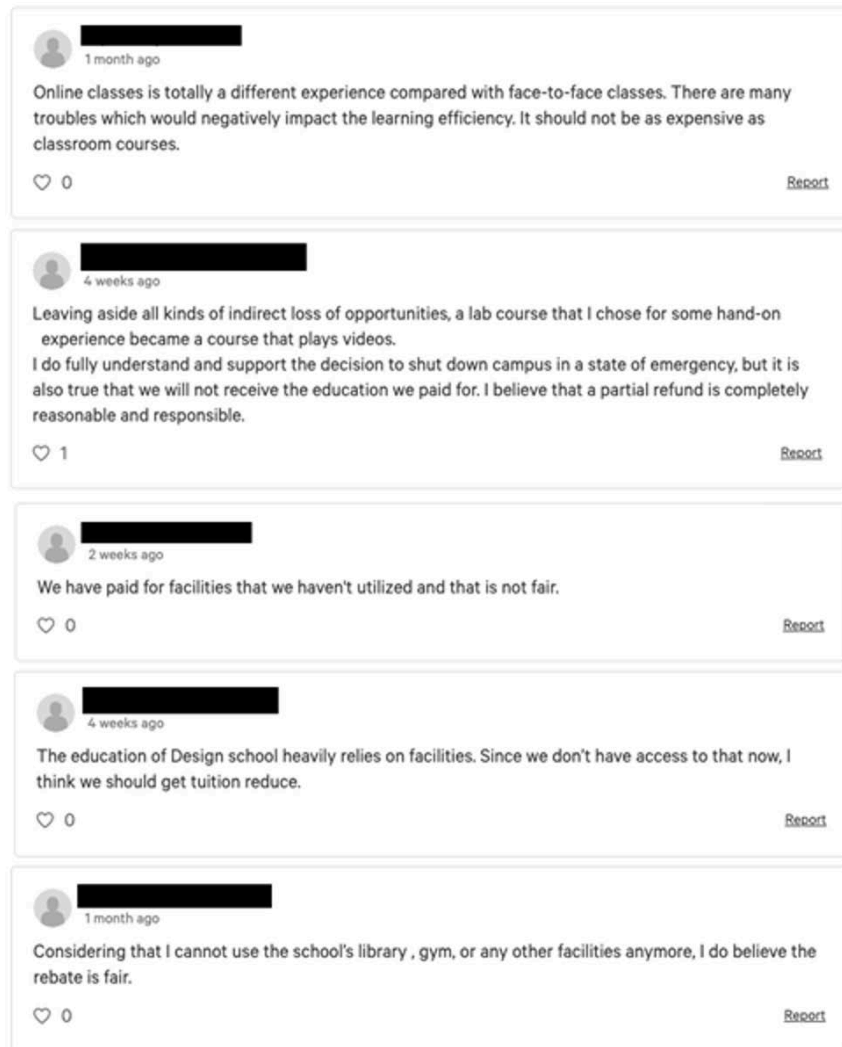 1 month ago
Online classes is totally a different experience compared with face-to-face classes. There are many
troubles which would negatively impact the learning efficiency. It should not be as expensive as
classroom courses.
0
Report
4 weeks ago
Leaving aside all kinds of indirect loss of opportunities, a lab course that I chose for some hand-on
experience became a course that plays videos.
I do fully understand and support the decision to shut down campus in a state of emergency, but it is
also true that we will not receive the education we paid for. I believe that a partial refund is completely
reasonable and responsible.
1
Report
2 weeks ago
We have paid for facilities that we haven't utilized and that is not fair.
0
Report
4 weeks ago
The education of Design school heavily relies on facilities. Since we don't have access to that now, I
think we should get tuition reduce.
0
Report
1 month ago
Considering that I cannot use the school's library , gym, or any other facilities anymore, I do believe the
rebate is fair.
0
Report